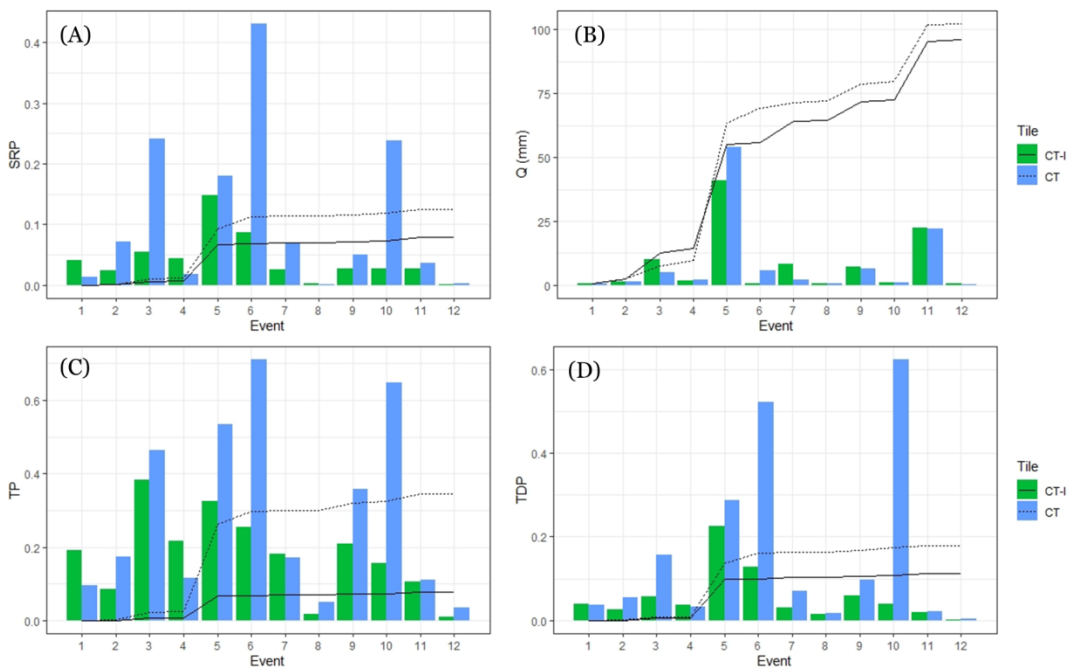 (A)
SRP
0.4
0.3
0.2
0.1
0.0
1 2 3 4 5 6 7 8 9 10 11 12
Event
(B)
Q (mm)
100
75
50
25
0
1 2 3 4 5 6 7 8 9 10 11 12
Event
Tile
CT-I
CT
(C)
TP
0.6
0.4
0.2
0.0
1 2 3 4 5 6 7 8 9 10 11 12
Event
(D)
TDP
0.6
0.4
0.2
0.0
1 2 3 4 5 6 7 8 9 10 11 12
Event
Tile
CT-I
CT